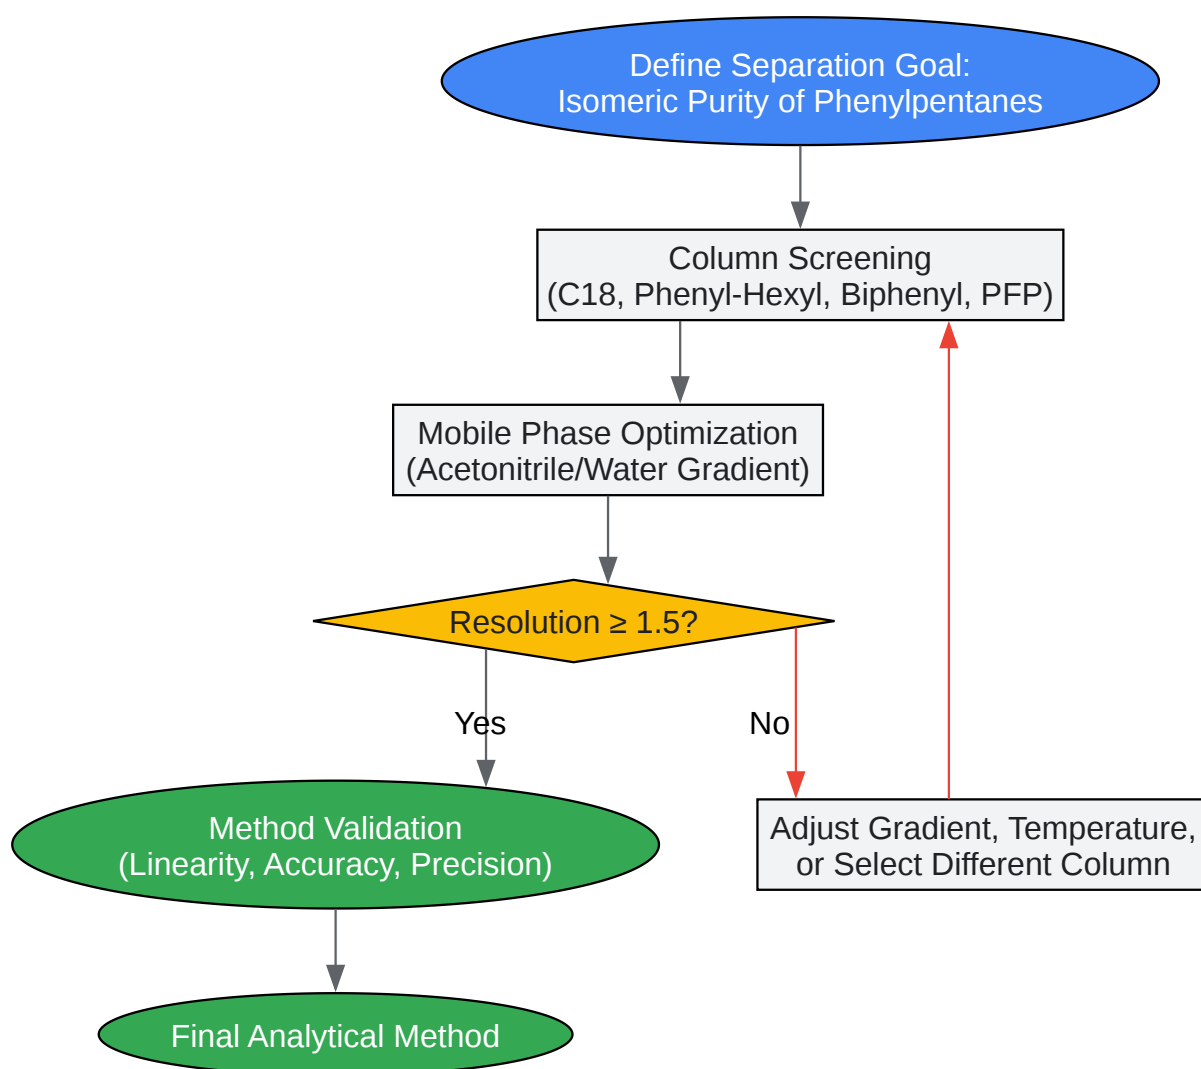 Define Separation Goal:
Isomeric Purity of Phenylpentanes
Column Screening
(C18, Phenyl-Hexyl, Biphenyl, PFP)
Mobile Phase Optimization
(Acetonitrile/Water Gradient)
Resolution ≥ 1.5?
Yes
No
Method Validation
(Linearity, Accuracy, Precision)
Adjust Gradient, Temperature,
or Select Different Column
Final Analytical Method